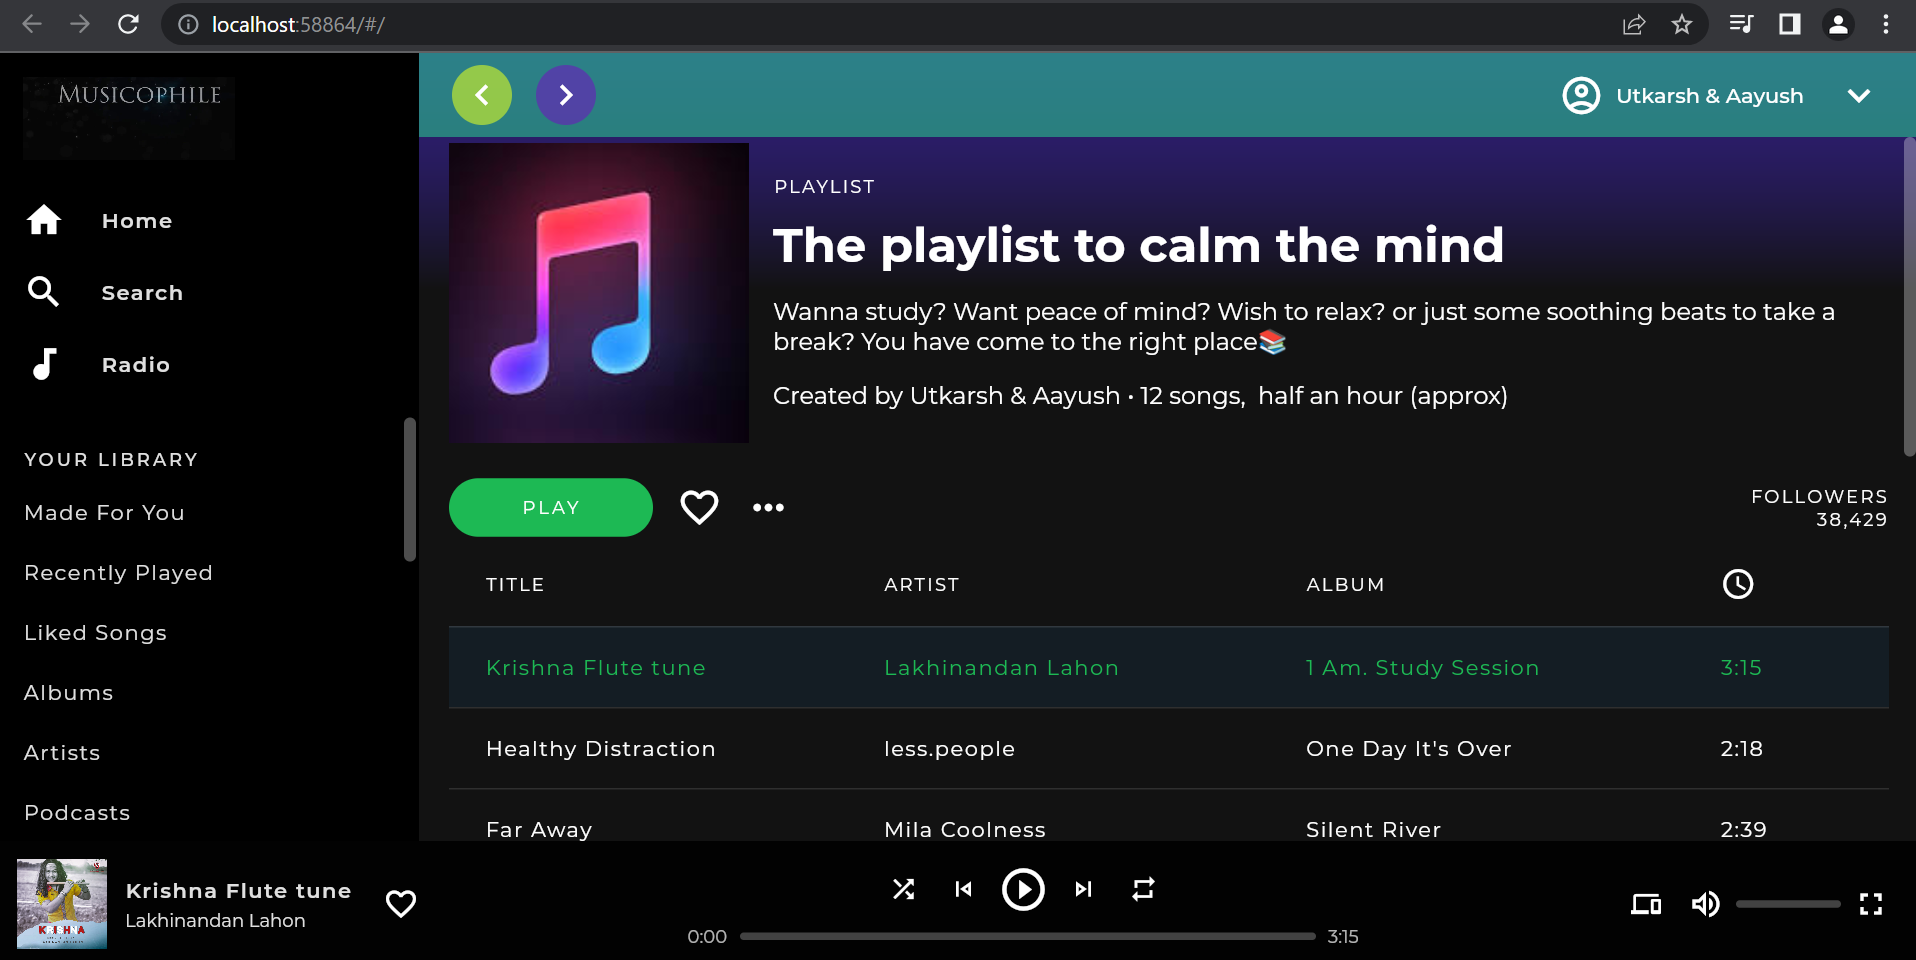 localhost:58864/#/
MUSICOPHILE
Utkarsh & Aayush
Home
Search
Radio
YOUR LIBRARY
Made For You
Recently Played
Liked Songs
Albums
Artists
Podcasts
PLAYLIST
The playlist to calm the mind
Wanna study? Want peace of mind? Wish to relax? or just some soothing beats to take a
break? You have come to the right place📚
Created by Utkarsh & Aayush • 12 songs,  half an hour (approx)
PLAY
FOLLOWERS
38,429
TITLE ARTIST ALBUM
Krishna Flute tune Lakhinandan Lahon 1 Am. Study Session 3:15
Healthy Distraction less.people One Day It's Over 2:18
Far Away Mila Coolness Silent River 2:39
KRISHNA
Krishna Flute tune
Lakhinandan Lahon
0:00 3:15